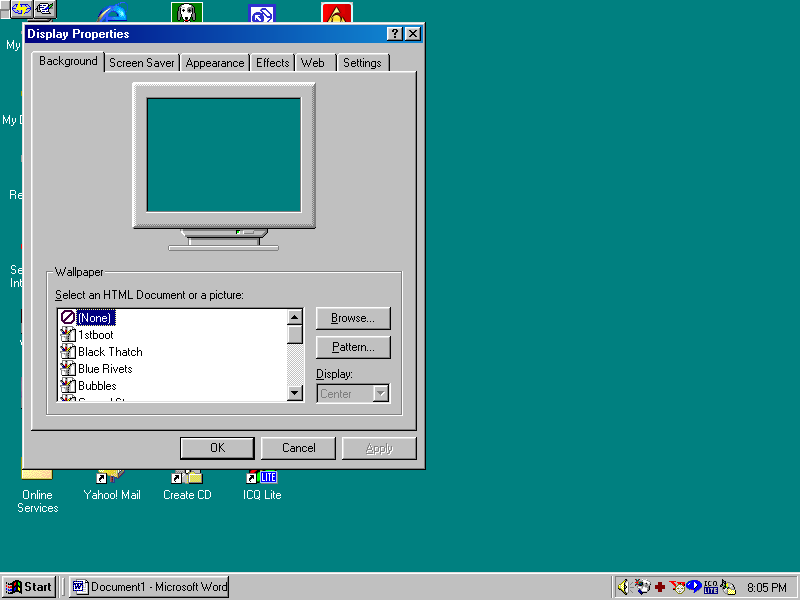 Display Properties
Background
Screen Saver
Appearance
Effects
Web
Settings
Wallpaper
Select an HTML Document or a picture:
(None)
1stboot
Black Thatch
Blue Rivets
Bubbles
Browse...
Pattern...
Display:
Center
OK
Cancel
Apply
My
My
Re
Se
Int
Online
Services
Yahoo! Mail
Create CD
LITE
ICQ Lite
Start
Document1 - Microsoft Word
ICQ
LITE
8:05 PM